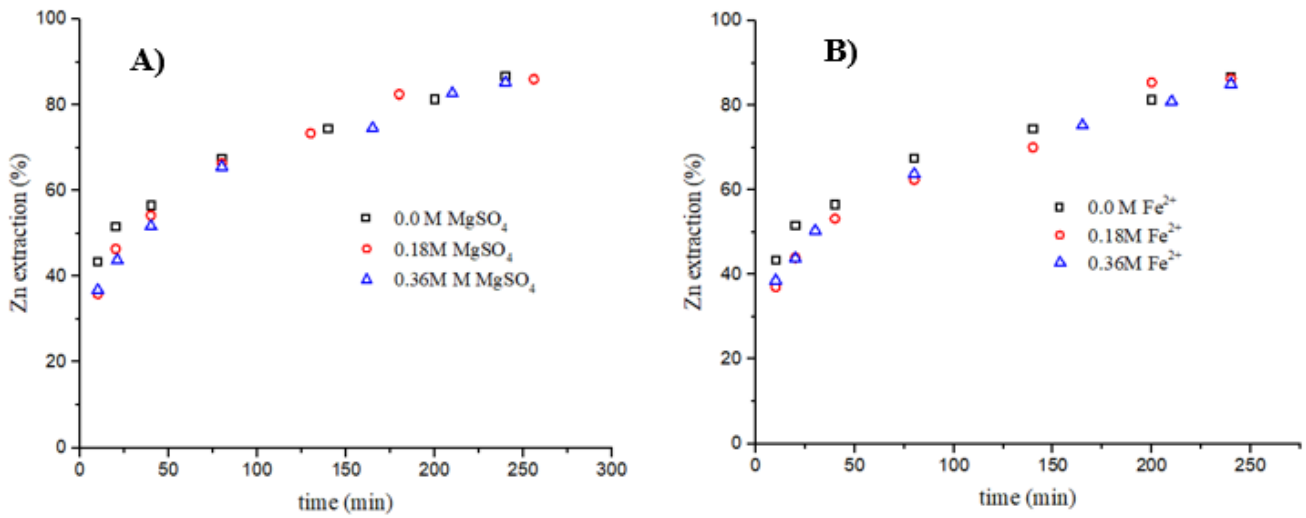 A)
Zn extraction (%)
100
80
60
40
20
0
0.0 M MgSO₄
0.18M MgSO₄
0.36M M MgSO₄
0 50 100 150 200 250 300
time (min)
B)
Zn extraction (%)
100
80
60
40
20
0
0.0 M Fe²⁺
0.18M Fe²⁺
0.36M Fe²⁺
0 50 100 150 200 250
time (min)